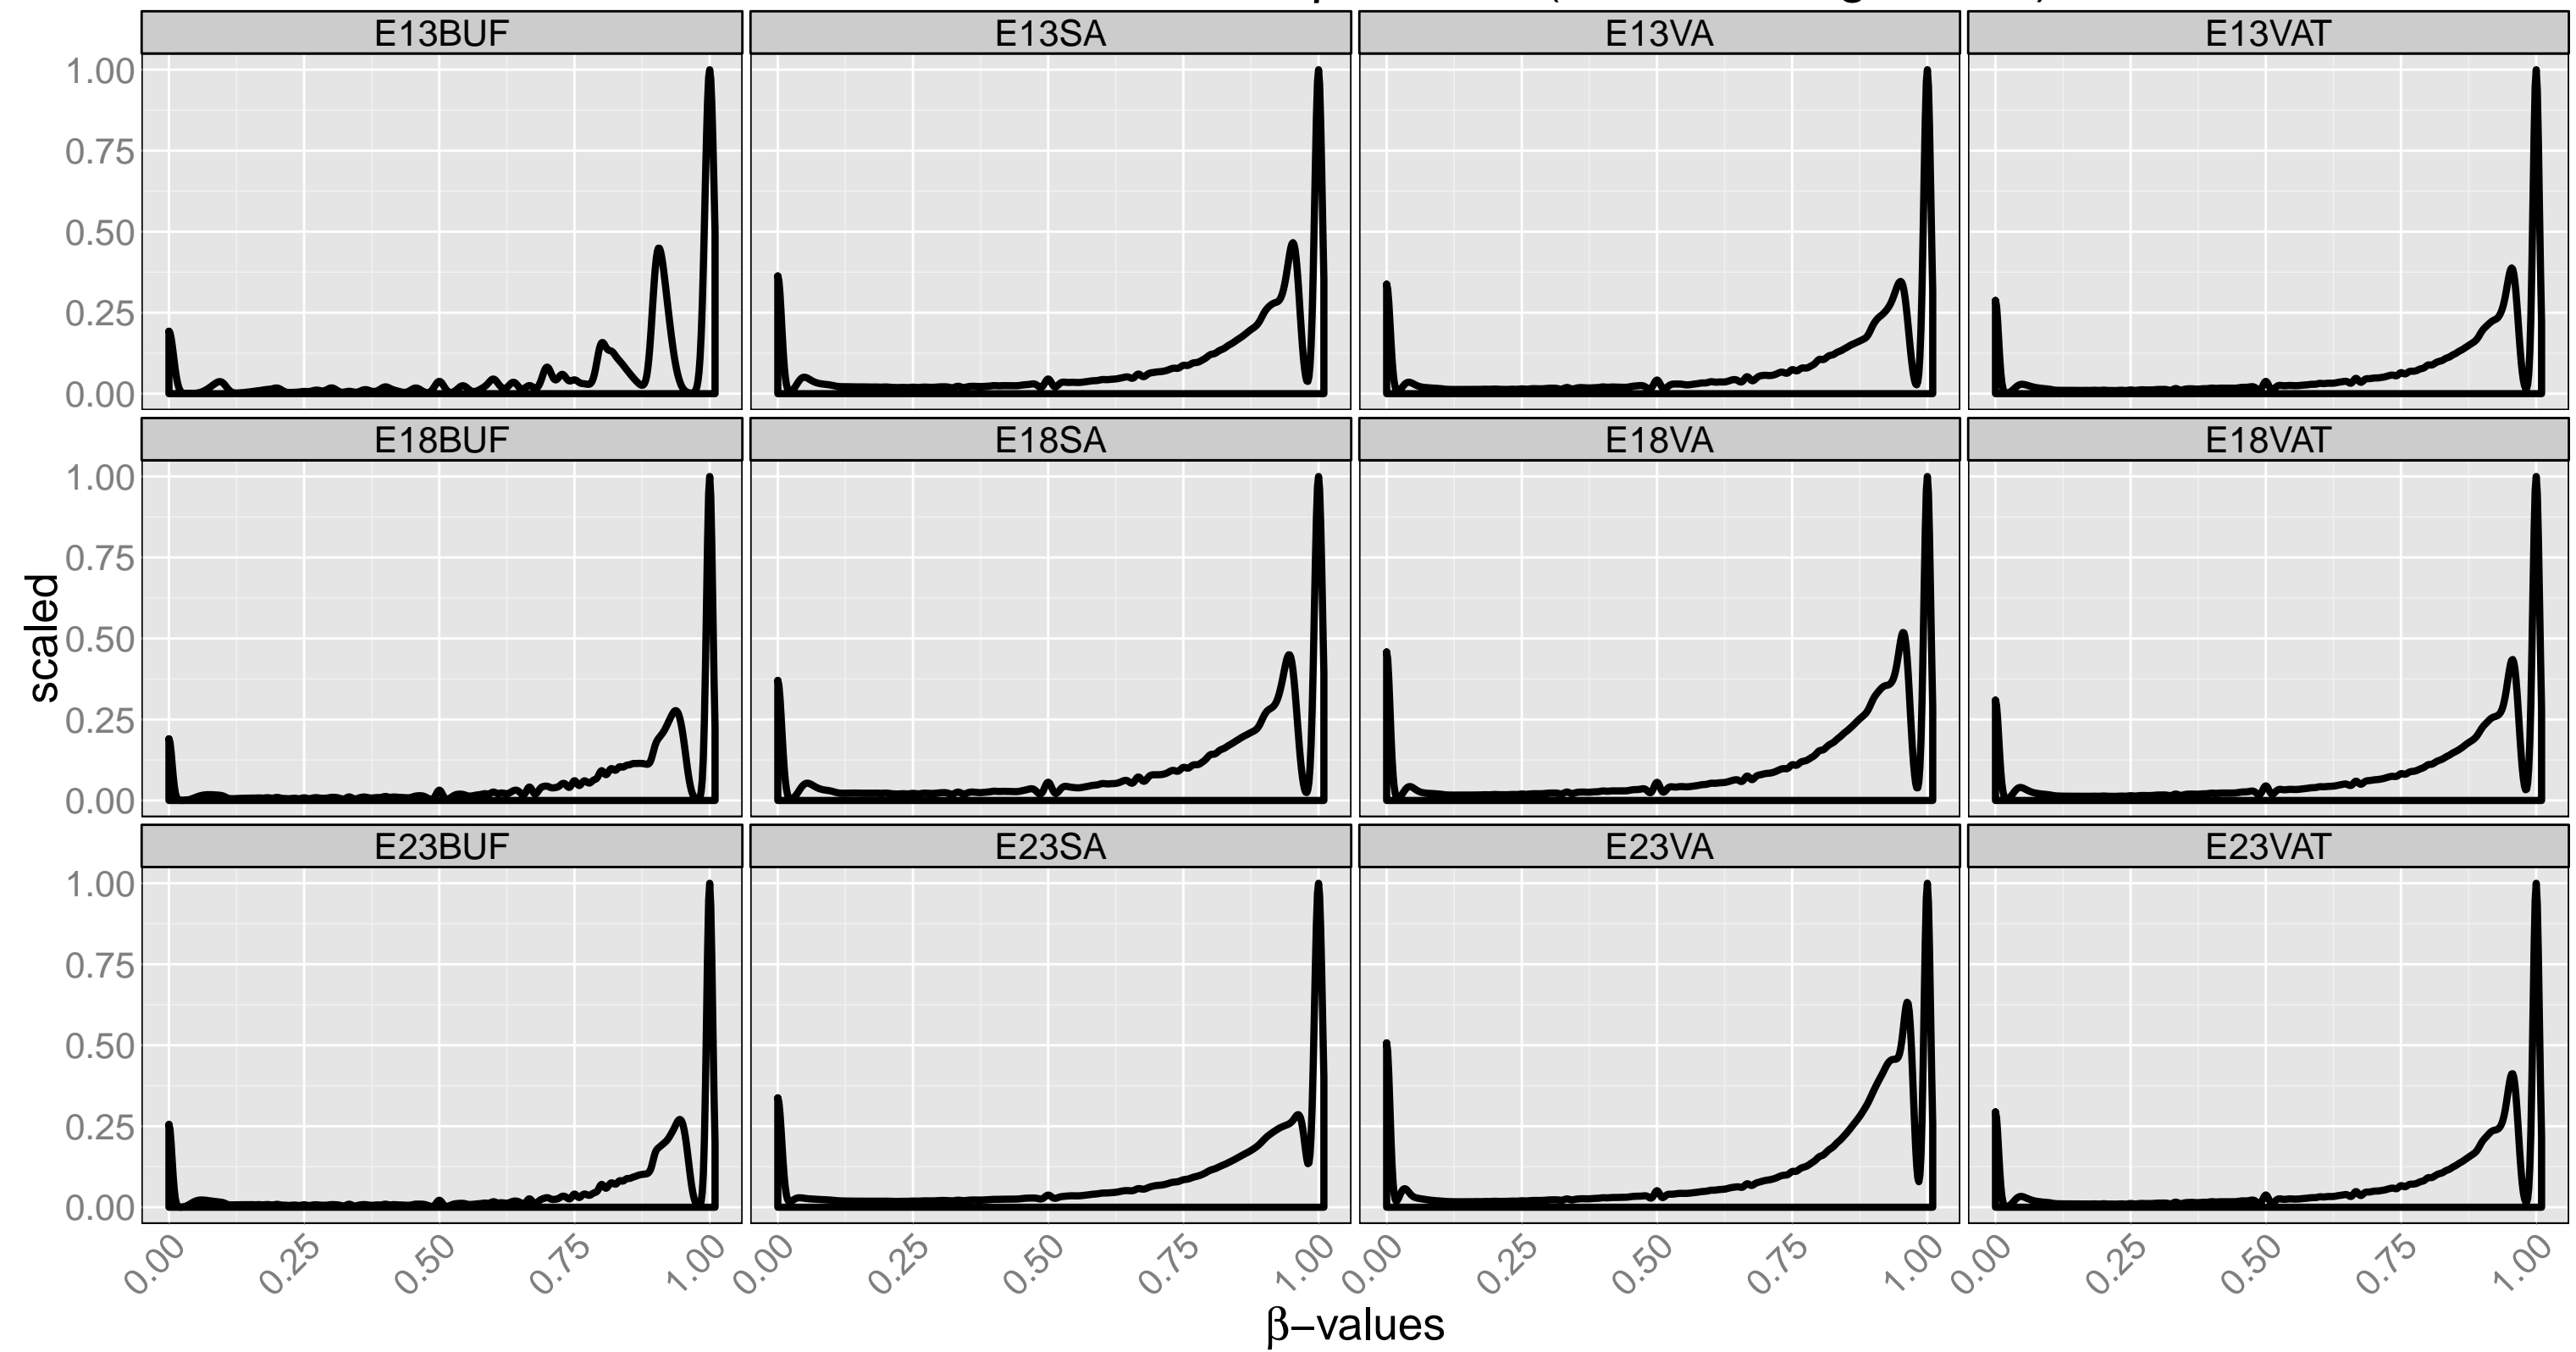 E13BUF E13SA E13VA E13VAT
1.00
0.75
0.50
0.25
0.00
E18BUF E18SA E18VA E18VAT
1.00
0.75
0.50
0.25
0.00
scaled
E23BUF E23SA E23VA E23VAT
1.00
0.75
0.50
0.25
0.00
0.00 0.25 0.50 0.75 1.00 0.00 0.25 0.50 0.75 1.00 0.00 0.25 0.50 0.75 1.00 0.00 0.25 0.50 0.75 1.00
β−values